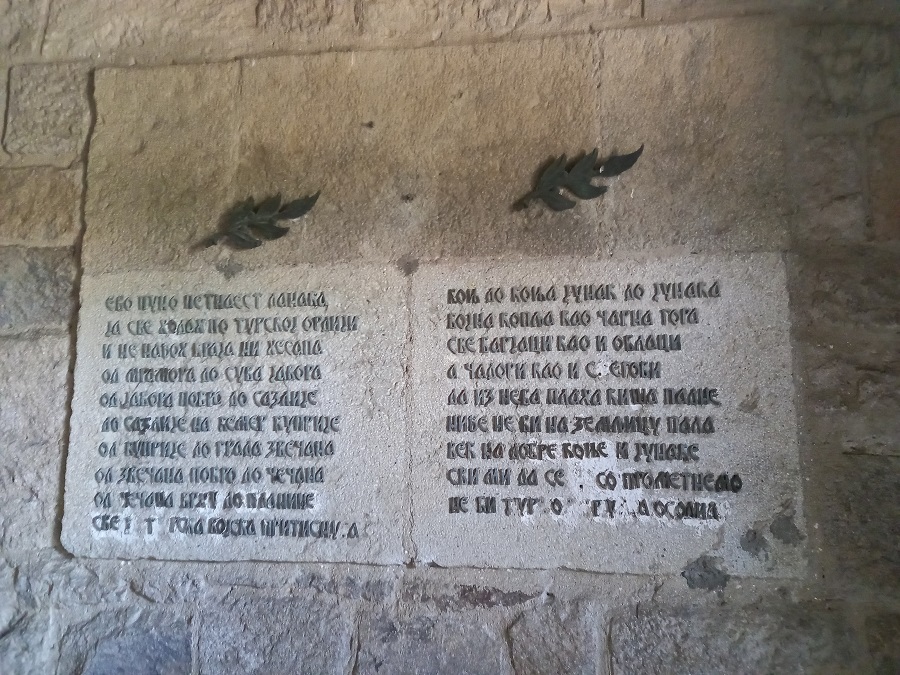 ЕВО ПУНО ПЕТНАЕСТ ДАНАКА,
ЈА СВЕ ХОДАХ ПО ТУРСКОЈ ОРДИЈИ
И НЕ НАЂОХ КРАЈА НИ ХЕСАПА
ОД МРАМОРА ДО СУВА ЈАВОРА
ОД ЈАВОРА ПОБРО ДО САЗЛИЈЕ
ДО САЗЛИЈЕ НА ЋЕМЕР ЋУПРИЈЕ
ОД ЋУПРИЈЕ ДО ГРАДА ЗВЕЧАНА
ОД ЗВЕЧАНА ПОБРО ДО ЧЕЧАНА
ОД ЧЕЧАНА ВРХУ ДО ПЛАНИНЕ
СВЕ ВОЈСКА
КОЊ ДО КОЊА ЈУНАК ДО ЈУНАКА
БОЈНА КОПЉА КАО ЧАРНА ГОРА
СВЕ БАРЈАЦИ КАО И ОБЛАЦИ
А ЧАДОРИ КАО И
ДА ИЗ НЕБА ПЛАХА КИША ПАДНЕ
НИЂЕ НЕ БИ НА ЗЕМЉИЦУ ПАЛА
ВЕЋ НА ДОБРЕ КОЊЕ И ЈУНАКЕ
СВИ МИ ДА СЕ СО ПРОМЕТНЕМО
НЕ БИ